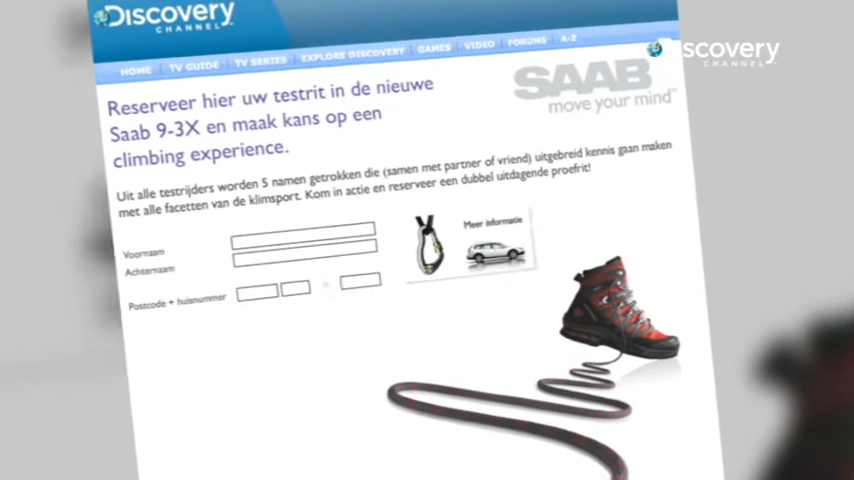 Discovery
CHANNEL
HOME TV GUIDE TV SERIES EXPLORE DISCOVERY GAMES VIDEO FORUMS A-Z
scovery
CHANNEL
SAAB
move your mind™
Reserveer hier uw testrit in de nieuwe
Saab 9-3X en maak kans op een
climbing experience.
Uit alle testrijders worden 5 namen getrokken die (samen met partner of vriend) uitgebreid kennis gaan maken
met alle facetten van de klimsport. Kom in actie en reserveer een dubbel uitdagende proefrit!
Voornaam
Achternaam
Postcode + huisnummer
Meer informatie